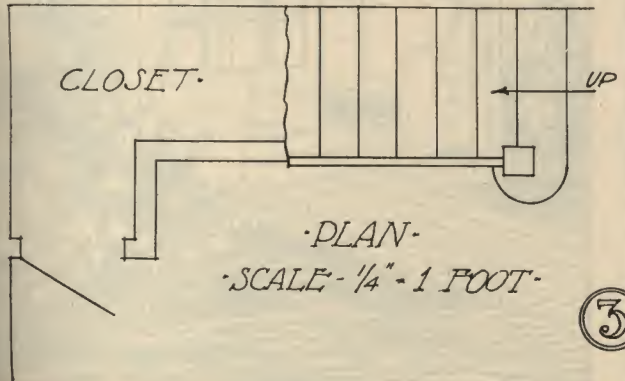 CLOSET·
UP
·PLAN·
·SCALE - 1/4" - 1 FOOT·
3